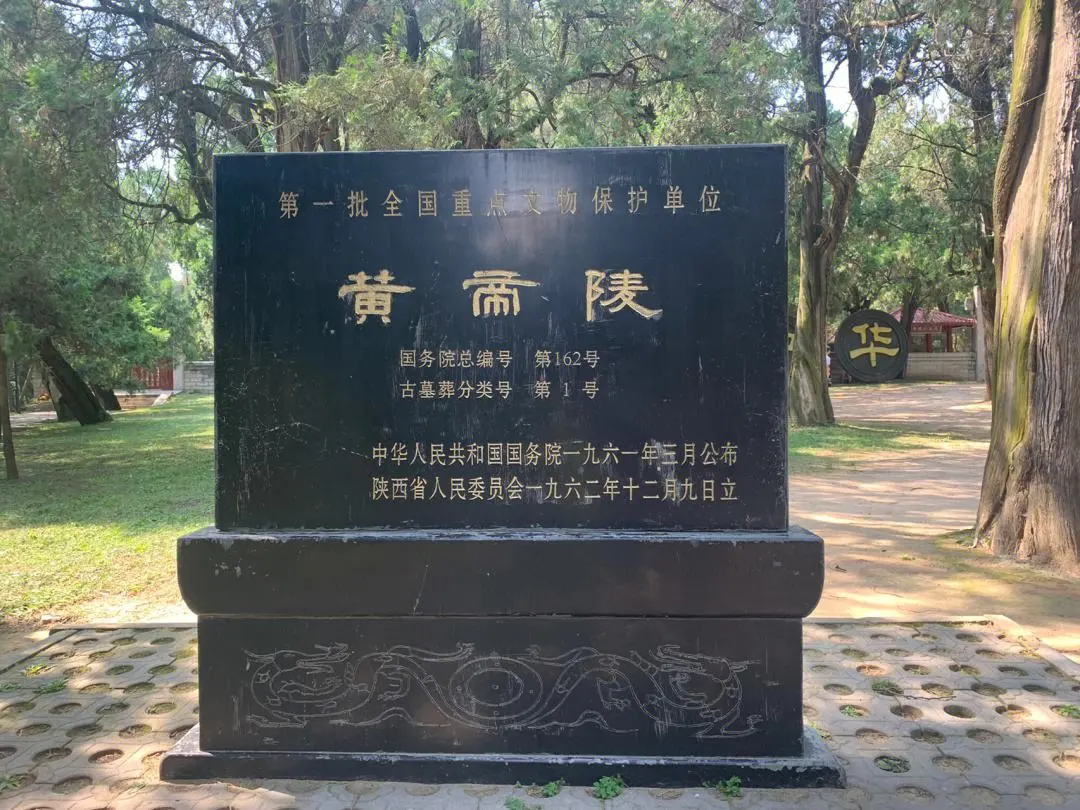 第一批全国重点文物保护单位
黄帝陵
国务院总编号 第162号
古墓葬分类号 第 1 号
中华人民共和国国务院一九六一年三月公布
陕西省人民委员会一九六二年十二月九日立
华